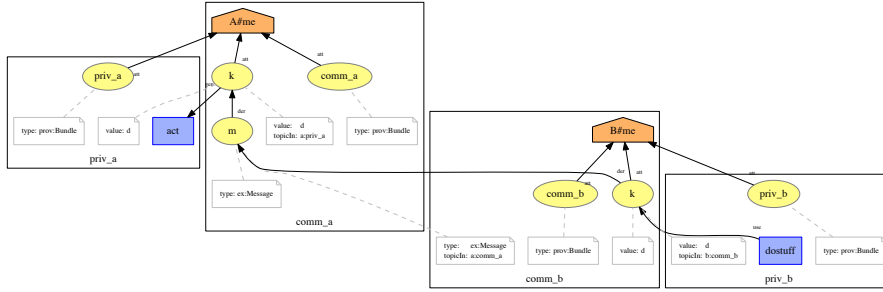 A#me
att
att
att
priv_a
k
comm_a
gen
der
type: prov:Bundle
value: d
act
m
value: d
topicIn: a:priv_a
type: prov:Bundle
priv_a
type: ex:Message
comm_a
B#me
att
att
att
der
comm_b
k
priv_b
use
type: ex:Message
topicIn: a:comm_a
type: prov:Bundle
value: d
value: d
topicIn: b:comm_b
dostuff
type: prov:Bundle
comm_b
priv_b